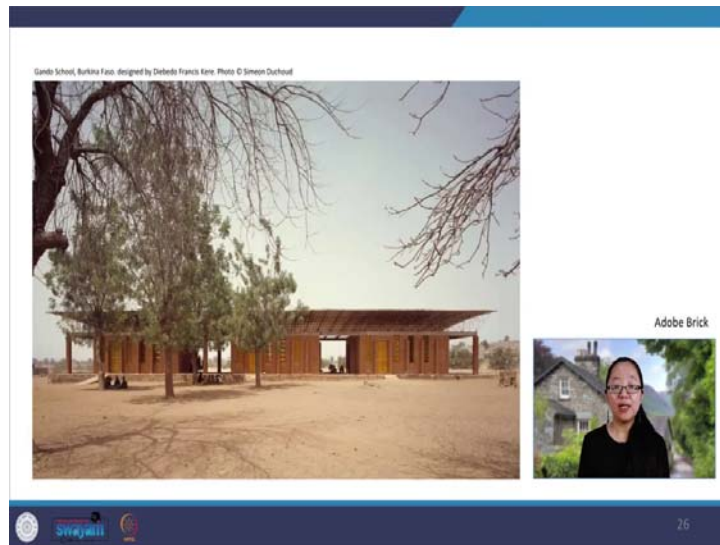 Gando School, Burkina Faso. designed by Diebedo Francis Kere. Photo © Simeon Duchoud
Adobe Brick
swayam
26